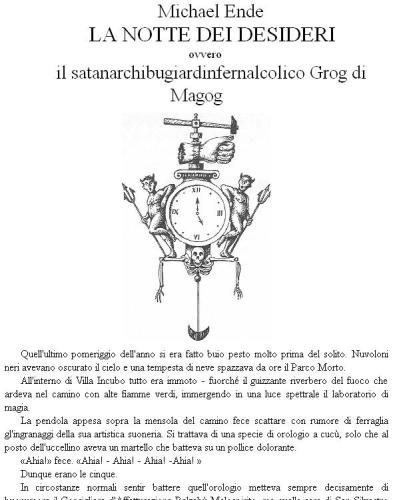 Michael Ende
LA NOTTE DEI DESIDERI
ovvero
il satanarchibugiardinfernalcolico Grog di
Magog
XII
IX
III
VI
Quell'ultimo pomeriggio dell'anno si era fatto buio pesto molto prima del solito. Nuvoloni
neri avevano oscurato il cielo e una tempesta di neve spazzava da ore il Parco Morto.
All'interno di Villa Incubo tutto era immoto - fuorché il guizzante riverbero del fuoco che
ardeva nel camino con alte fiamme verdi, immergendo in una luce spettrale il laboratorio di
magia.
La pendola appesa sopra la mensola del camino fece scattare con rumore di ferraglia
gl'ingranaggi della sua artistica suoneria. Si trattava di una specie di orologio a cucù, solo che al
posto dell'uccellino aveva un martello che batteva su un pollice dolorante.
«Ahia!» fece. «Ahia! - Ahia! - Ahia! -Ahia! »
Dunque erano le cinque.
In circostanze normali sentir battere quell'orologio metteva sempre decisamente di